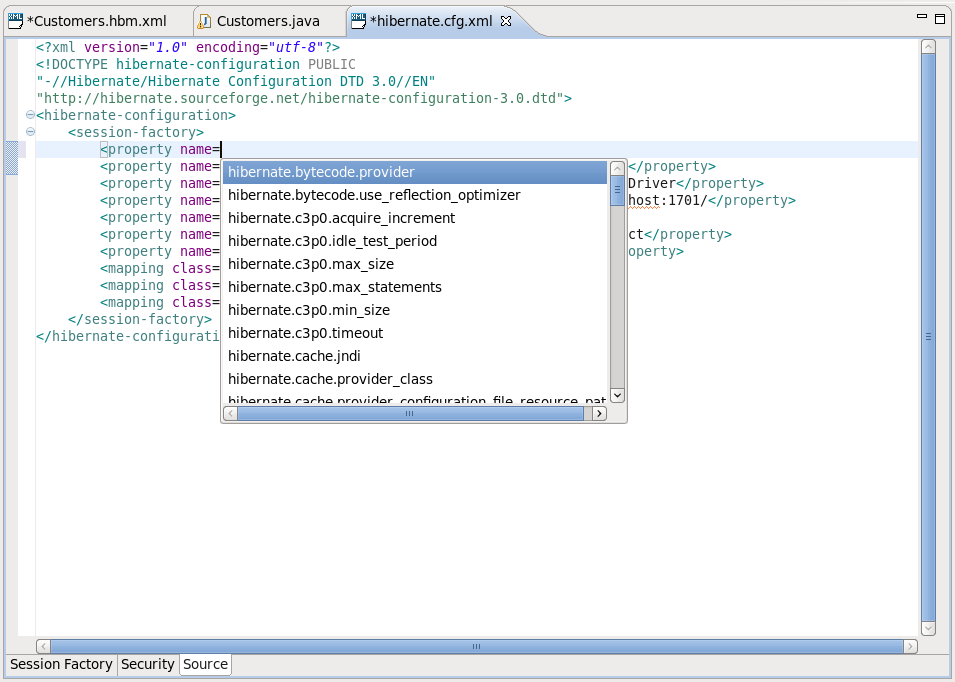 *Customers.hbm.xml Customers.java *hibernate.cfg.xml
<?xml version="1.0" encoding="utf-8"?>
<!DOCTYPE hibernate-configuration PUBLIC
"-//Hibernate/Hibernate Configuration DTD 3.0//EN"
"http://hibernate.sourceforge.net/hibernate-configuration-3.0.dtd">
<hibernate-configuration>
<session-factory>
<property name=
<property name= </property>
<property name= Driver</property>
<property name= host:1701/</property>
<property name=
<property name= ct</property>
<property name= operty>
<mapping class=
<mapping class=
<mapping class=
</session-factory>
</hibernate-configurati
hibernate.bytecode.provider
hibernate.bytecode.use_reflection_optimizer
hibernate.c3p0.acquire_increment
hibernate.c3p0.idle_test_period
hibernate.c3p0.max_size
hibernate.c3p0.max_statements
hibernate.c3p0.min_size
hibernate.c3p0.timeout
hibernate.cache.jndi
hibernate.cache.provider_class
hibernate.cache.provider_configuration_file_resource_pat
Session Factory Security Source